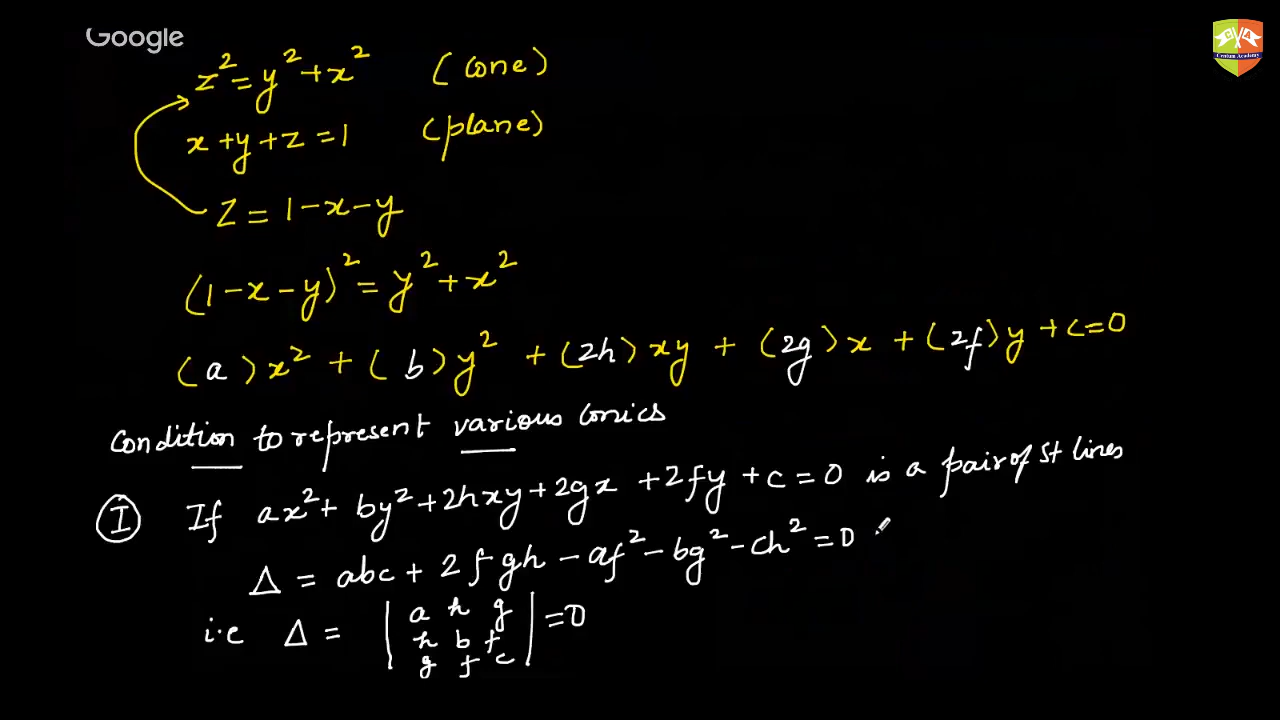 Google
z² = y² + x² (cone)
x + y + z = 1 (plane)
z = 1 - x - y
(1 - x - y)² = y² + x²
(a)x² + (b)y² + (2h)xy + (2g)x + (2f)y + c = 0
Condition to represent various conics
I If ax² + by² + 2hxy + 2gx + 2fy + c = 0 is a pair of st lines
Δ = abc + 2fgh - af² - bg² - ch² = 0
i.e Δ = | a h g | = 0
h b f
g f c
Centum Academy